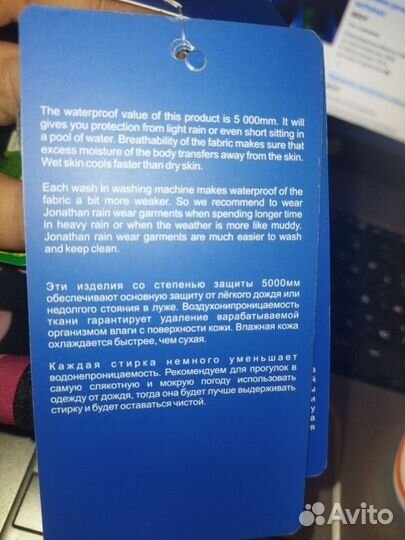 The waterproof value of this product is 5 000mm. It will
gives you protection from light rain or even short sitting in
a pool of water. Breathability of the fabric makes sure that
excess moisture of the body transfers away from the skin.
Wet skin cools faster than dry skin.
Each wash in washing machine makes waterproof of the
fabric a bit more weaker. So we recommend to wear
Jonathan rain wear garments when spending longer time
in heavy rain or when the weather is more like muddy.
Jonathan rain wear garments are much easier to wash
and keep clean.
Эти изделия со степенью защиты 5000мм
обеспечивают основную защиту от лёгкого дождя или
недолгого стояния в луже. Воздухонипроницаемость
ткани гарантирует удаление варабатываемой
организмом влаги с поверхности кожи. Влажная кожа
охлаждается быстрее, чем сухая.
Каждая стирка немного уменьшает
водонепроницаемость. Рекомендуем для прогулок в
самую слякотную и мокрую погоду использовать
одежду от дождя, тогда она будет лучше выдерживать
стирку и будет оставаться чистой.
Avito